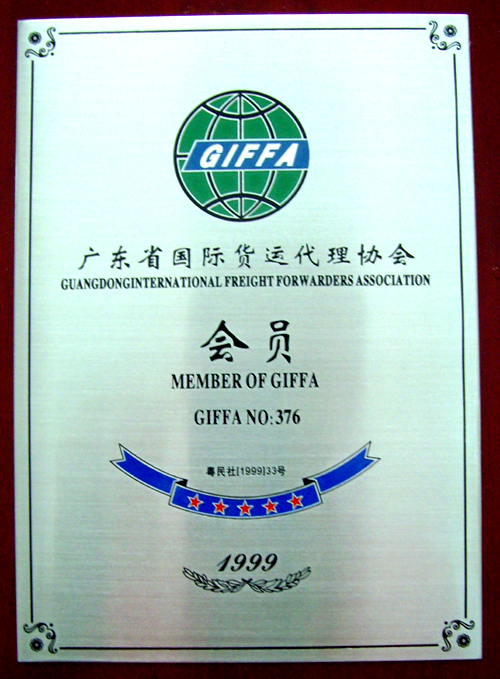 GIFFA
广东省国际货运代理协会
GUANGDONGINTERNATIONAL FREIGHT FORWARDERS ASSOCIATION
会员
MEMBER OF GIFFA
GIFFA NO:376
粤民社[1999]33号
1999